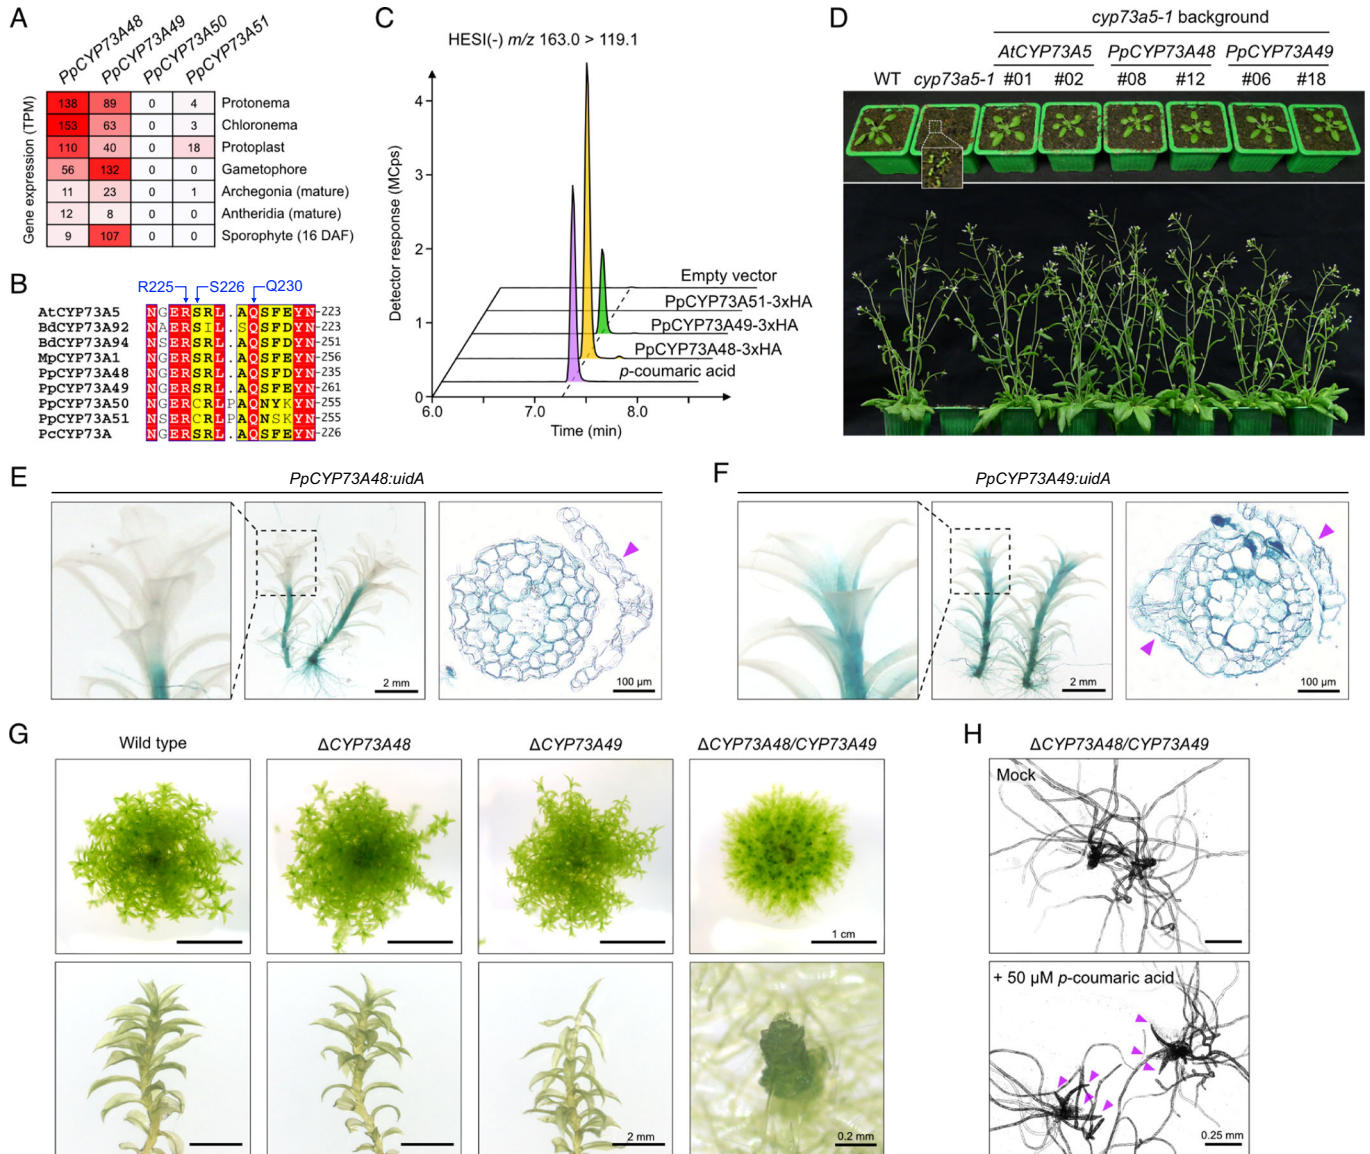 A
PpCYP73A48
PpCYP73A49
PpCYP73A50
PpCYP73A51
Gene expression (TPM)
138 89 0 4 Protonema
153 63 0 3 Chloronema
110 40 0 18 Protoplast
56 132 0 0 Gametophore
11 23 0 1 Archegonia (mature)
12 8 0 0 Antheridia (mature)
9 107 0 0 Sporophyte (16 DAF)
B
R225 S226 Q230
AtCYP73A5 NGERSRL.AQSFEYN-223
BdCYP73A92 NAERSIL.SQSFDYN-223
BdCYP73A94 NSERSRL.AQSFDYN-251
MpCYP73A1 NGERSRL.AQSFEYN-256
PpCYP73A48 NGERSRL.AQSFDYN-235
PpCYP73A49 NGERSRL.AQSFEYN-261
PpCYP73A50 NGERCRLPAQNYKYN-255
PpCYP73A51 NSERCRLPAQNSKYN-255
PcCYP73A NGERSRL.AQSFEYN-226
C
HESI(-) m/z 163.0 > 119.1
Detector response (MCps)
4
3
2
1
0
Empty vector
PpCYP73A51-3xHA
PpCYP73A49-3xHA
PpCYP73A48-3xHA
p-coumaric acid
6.0 7.0 8.0
Time (min)
D
cyp73a5-1 background
AtCYP73A5 PpCYP73A48 PpCYP73A49
WT cyp73a5-1 #01 #02 #08 #12 #06 #18
E
PpCYP73A48:uidA
2 mm
100 µm
F
PpCYP73A49:uidA
2 mm
100 µm
G
Wild type ΔCYP73A48 ΔCYP73A49 ΔCYP73A48/CYP73A49
1 cm
2 mm
0.2 mm
H
ΔCYP73A48/CYP73A49
Mock
+ 50 µM p-coumaric acid
0.25 mm